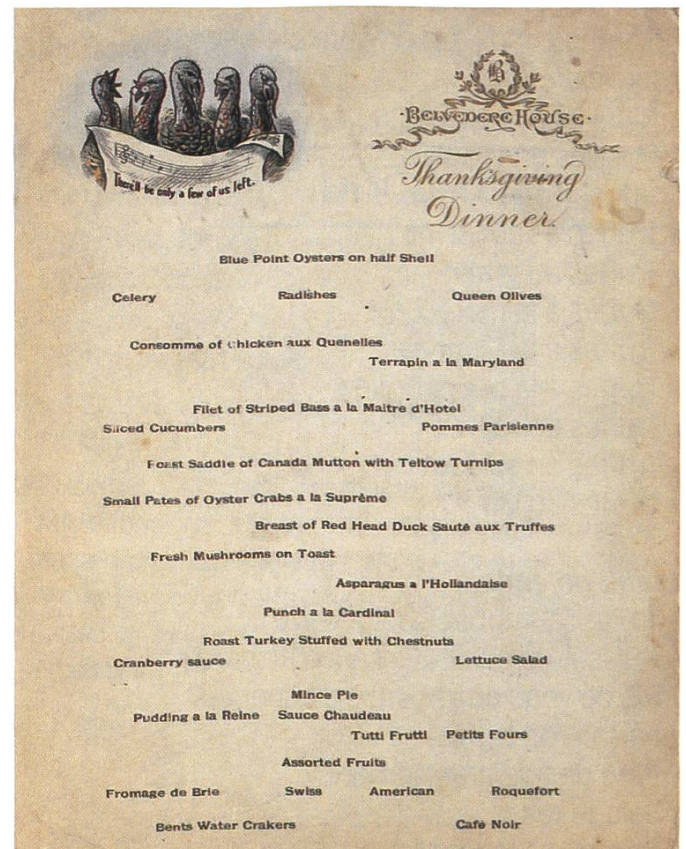 There'll be only a few of us left.
B
·BELVEDERE HOUSE·
Thanksgiving
Dinner.
Blue Point Oysters on half Shell
Celery Radishes Queen Olives
Consomme of Chicken aux Quenelles
Terrapin a la Maryland
Filet of Striped Bass a la Maitre d'Hotel
Sliced Cucumbers Pommes Parisienne
Roast Saddle of Canada Mutton with Teltow Turnips
Small Pates of Oyster Crabs a la Suprême
Breast of Red Head Duck Sauté aux Truffes
Fresh Mushrooms on Toast
Asparagus a l'Hollandaise
Punch a la Cardinal
Roast Turkey Stuffed with Chestnuts
Cranberry sauce Lettuce Salad
Mince Pie
Pudding a la Reine Sauce Chaudeau
Tutti Frutti Petits Fours
Assorted Fruits
Fromage de Brie Swiss American Roquefort
Bents Water Crakers Café Noir